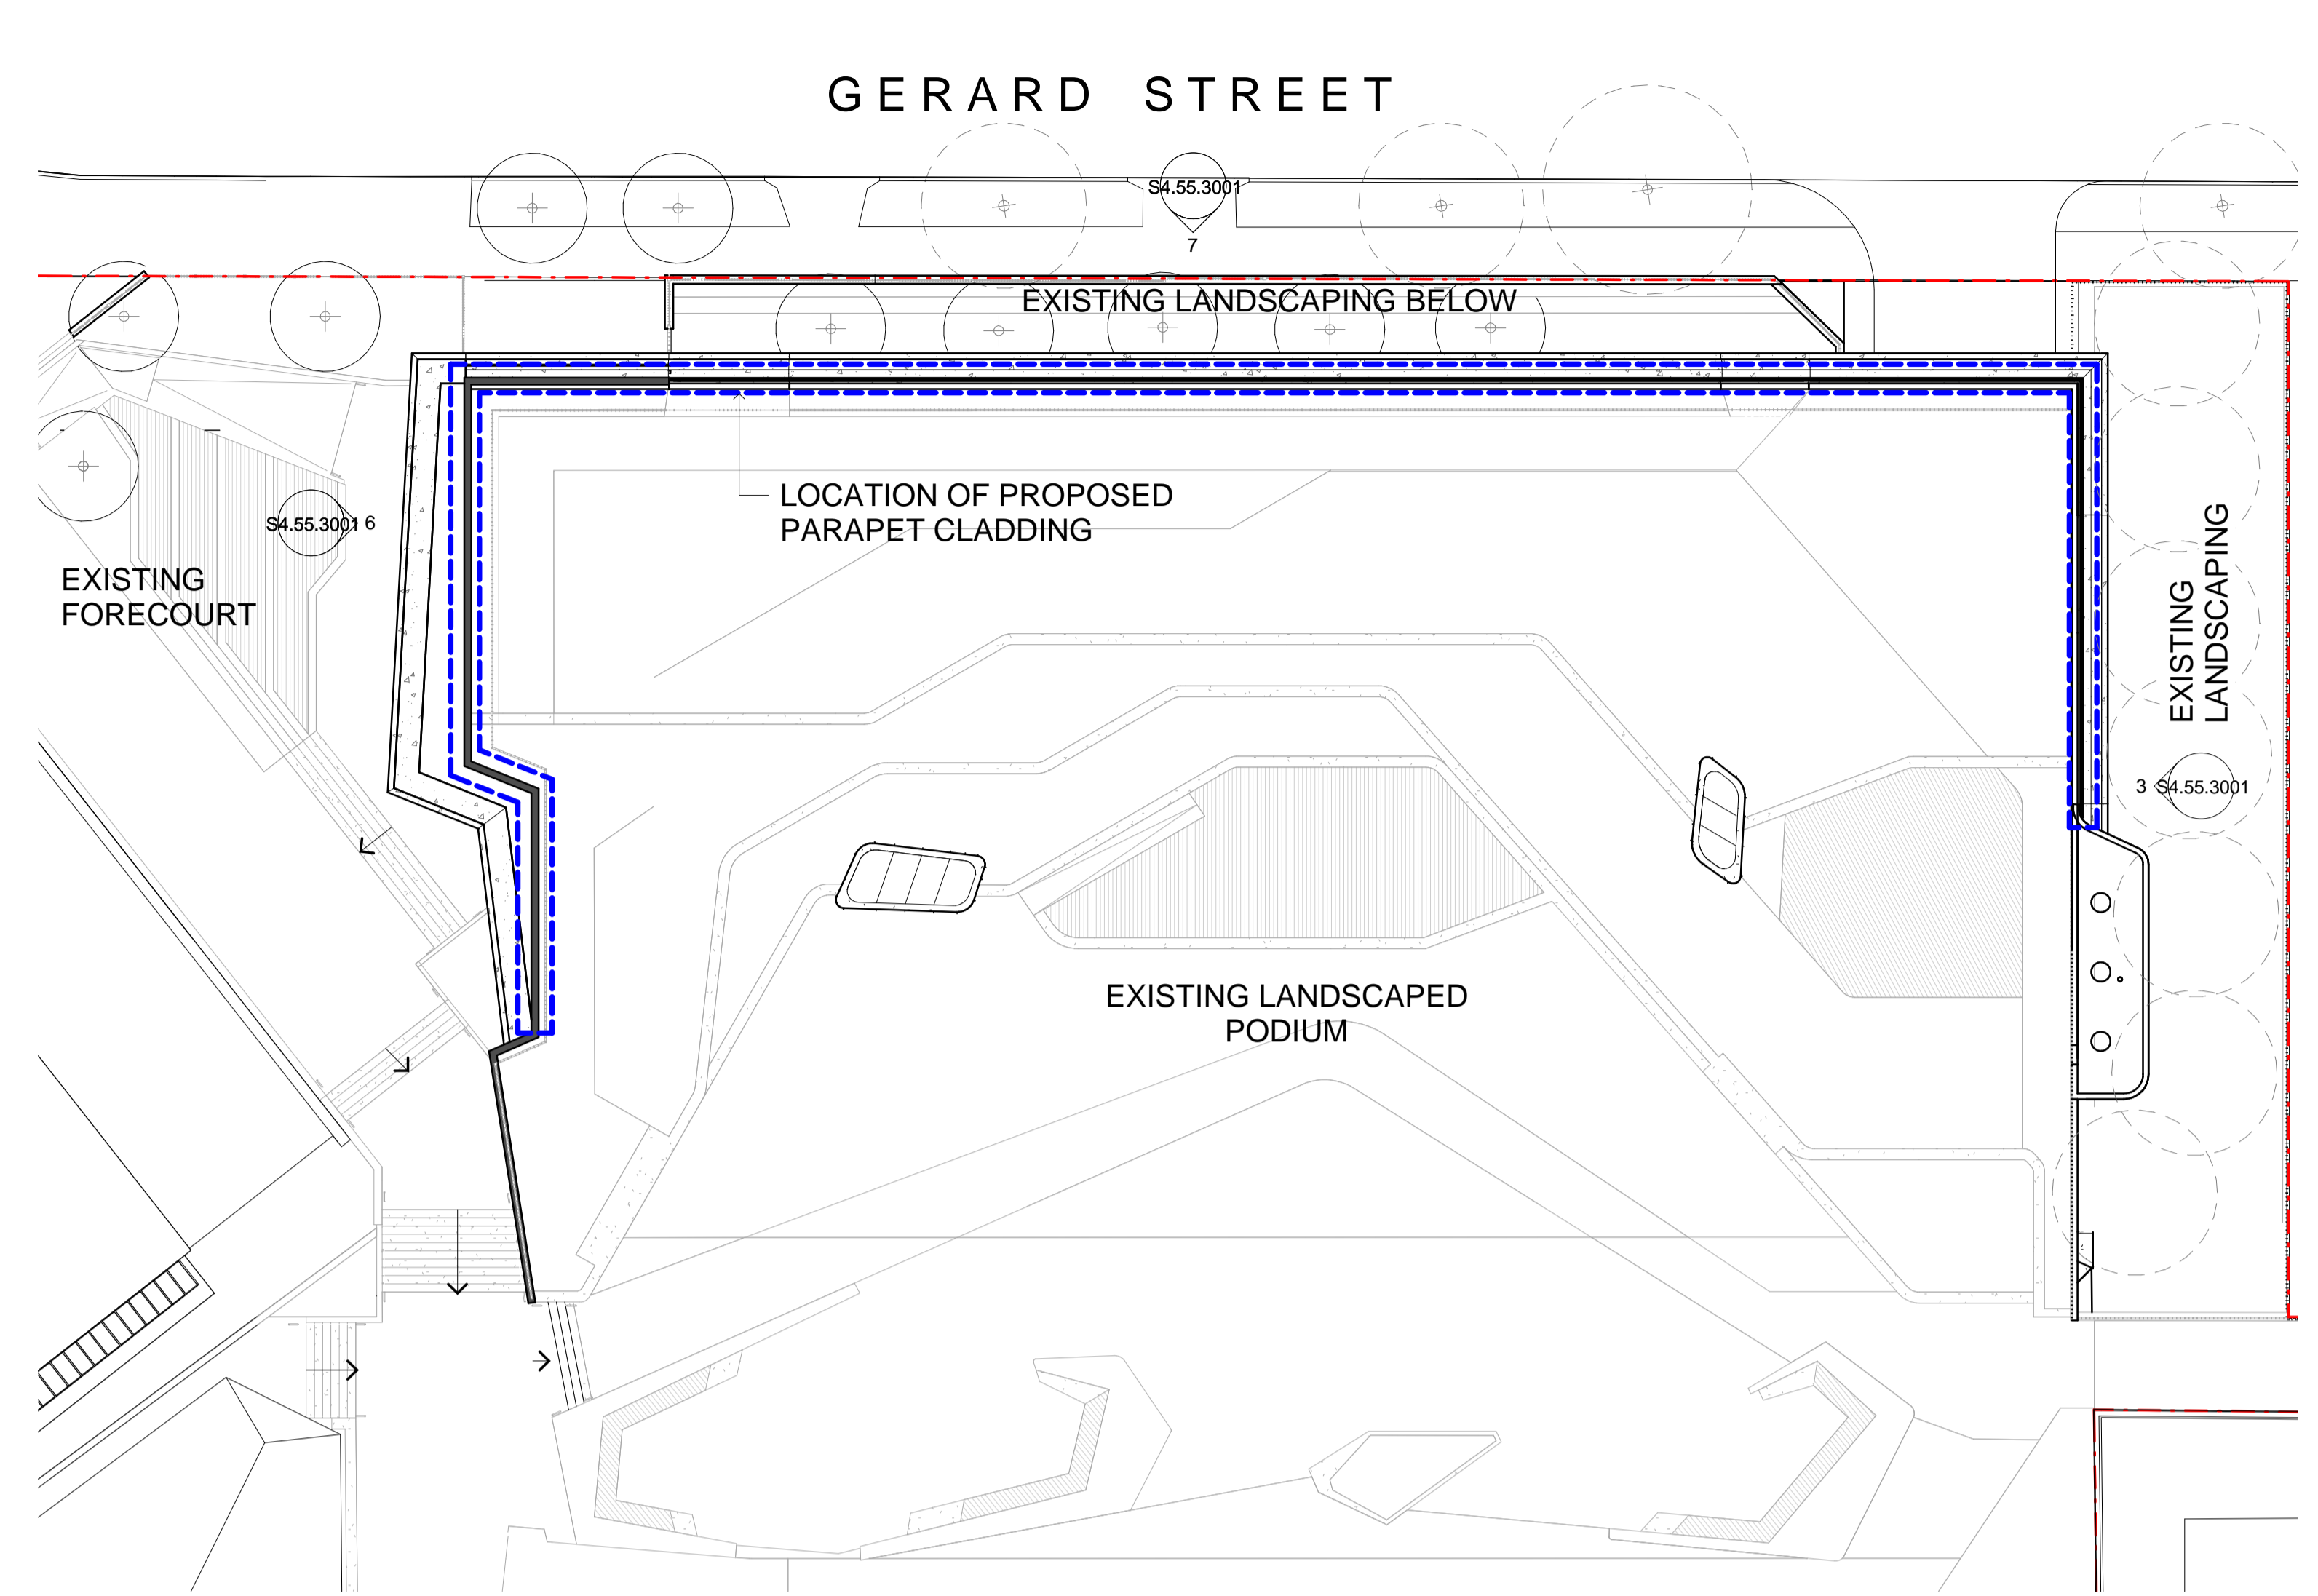 GERARD STREET
S4.55.3001
7
EXISTING LANDSCAPING BELOW
LOCATION OF PROPOSED
PARAPET CLADDING
S4.55.3001 6
EXISTING
FORECOURT
EXISTING
LANDSCAPING
3 S4.55.3001
EXISTING LANDSCAPED
PODIUM